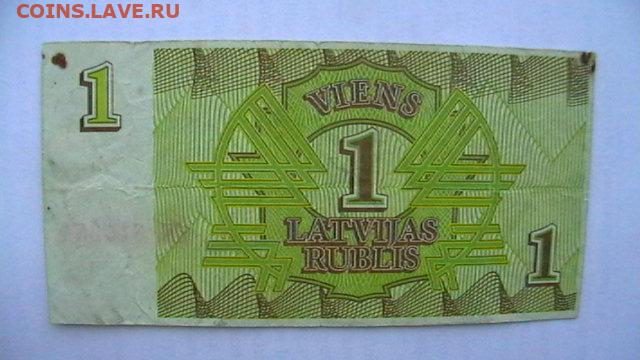 COINS.LAVE.RU
1
VIENS
1
LATVIJAS
RUBLIS
1